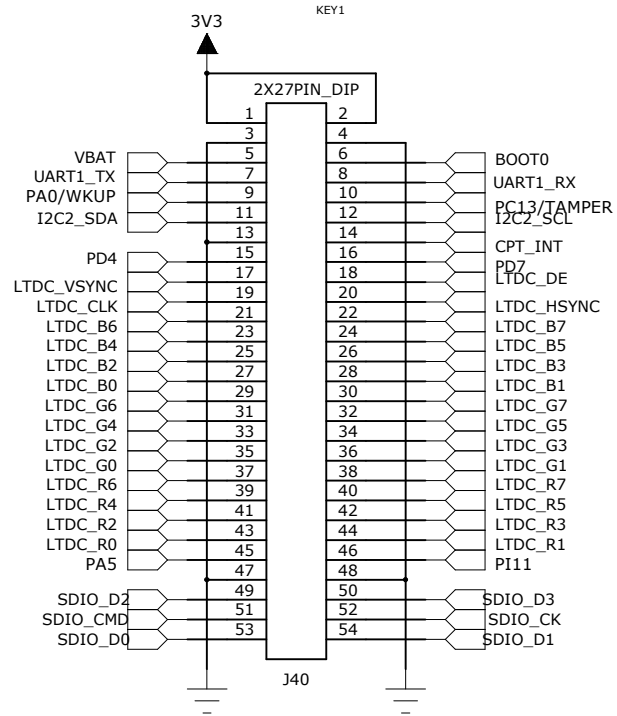 KEY1
3V3
2X27PIN_DIP
1 2
3 4
VBAT 5 6 BOOT0
UART1_TX 7 8 UART1_RX
PA0/WKUP 9 10 PC13/TAMPER
I2C2_SDA 11 12 I2C2_SCL
13 14 CPT_INT
PD4 15 16 PD7
LTDC_VSYNC 17 18 LTDC_DE
LTDC_CLK 19 20 LTDC_HSYNC
LTDC_B6 21 22 LTDC_B7
LTDC_B4 23 24 LTDC_B5
LTDC_B2 25 26 LTDC_B3
LTDC_B0 27 28 LTDC_B1
LTDC_G6 29 30 LTDC_G7
LTDC_G4 31 32 LTDC_G5
LTDC_G2 33 34 LTDC_G3
LTDC_G0 35 36 LTDC_G1
LTDC_R6 37 38 LTDC_R7
LTDC_R4 39 40 LTDC_R5
LTDC_R2 41 42 LTDC_R3
LTDC_R0 43 44 LTDC_R1
PA5 45 46 PI11
47 48
SDIO_D2 49 50 SDIO_D3
SDIO_CMD 51 52 SDIO_CK
SDIO_D0 53 54 SDIO_D1
J40